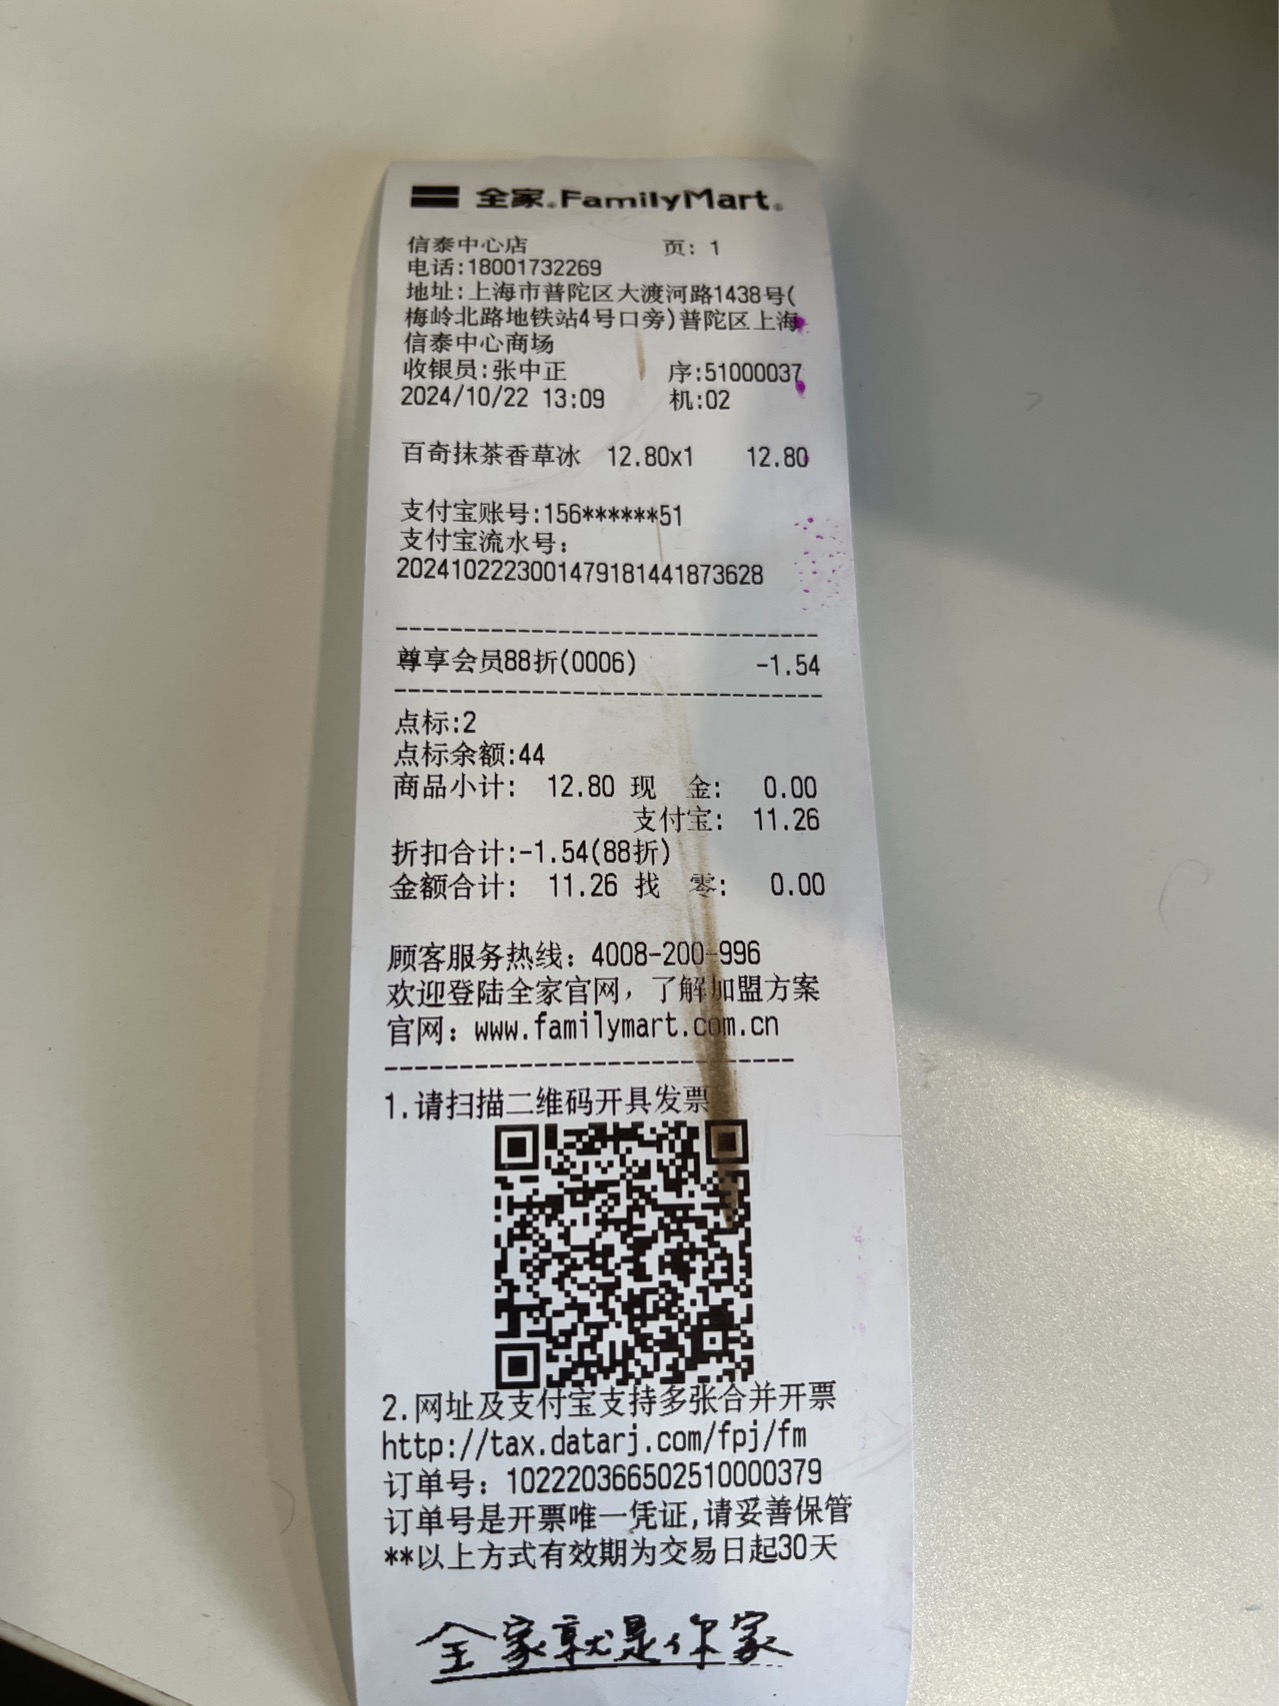 全家®FamilyMart®
信泰中心店 页: 1
电话:18001732269
地址:上海市普陀区大渡河路1438号(
梅岭北路地铁站4号口旁)普陀区上海
信泰中心商场
收银员:张中正 序:51000037
2024/10/22 13:09 机:02
百奇抹茶香草冰 12.80x1 12.80
支付宝账号:156******51
支付宝流水号:
2024102223001479181441873628
尊享会员88折(0006) -1.54
点标:2
点标余额:44
商品小计: 12.80 现 金: 0.00
支付宝: 11.26
折扣合计:-1.54(88折)
金额合计: 11.26 找 零: 0.00
顾客服务热线: 4008-200-996
欢迎登陆全家官网，了解加盟方案
官网: www.familymart.com.cn
1.请扫描二维码开具发票
2.网址及支付宝支持多张合并开票
http://tax.datarj.com/fpj/fm
订单号: 102220366502510000379
订单号是开票唯一凭证,请妥善保管
**以上方式有效期为交易日起30天
全家就是你家